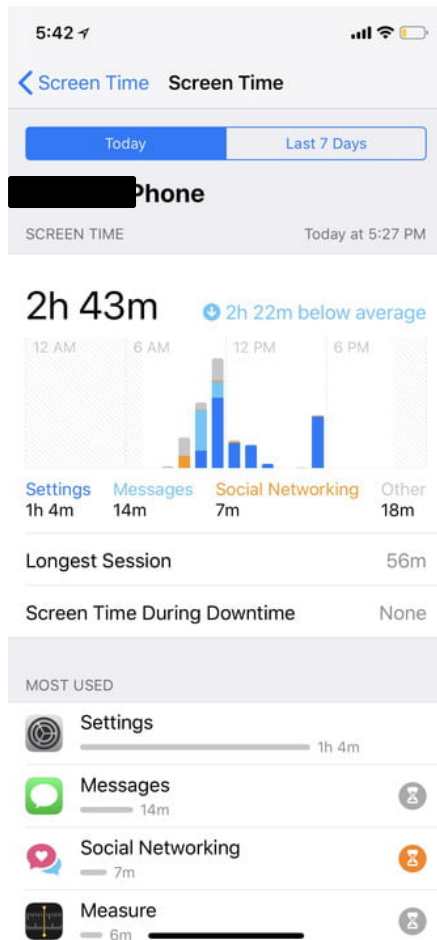 5:42
Screen Time Screen Time
Today Last 7 Days
Phone
SCREEN TIME Today at 5:27 PM
2h 43m 2h 22m below average
12 AM 6 AM 12 PM 6 PM
Settings Messages Social Networking Other
1h 4m 14m 7m 18m
Longest Session 56m
Screen Time During Downtime None
MOST USED
Settings
1h 4m
Messages
14m
Social Networking
7m
Measure
6m